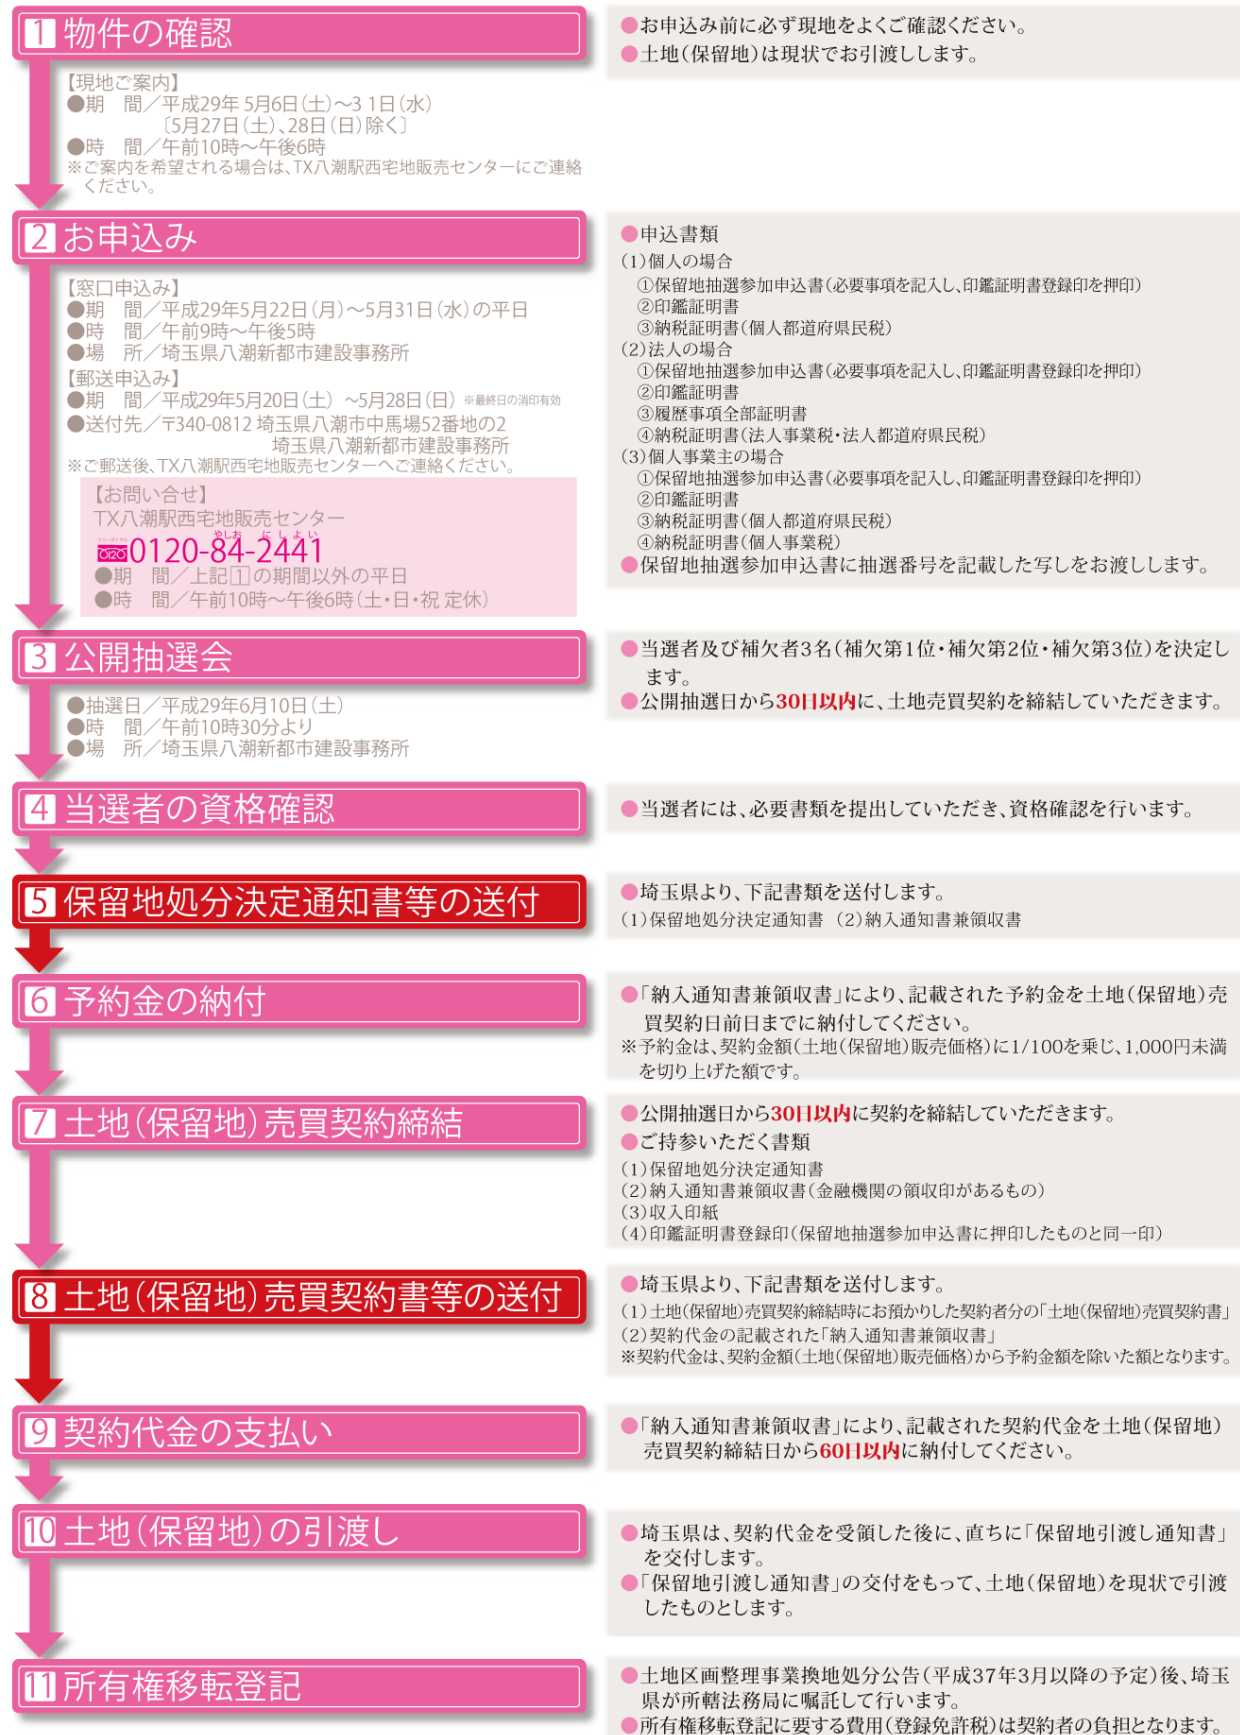 1 物件の確認
●お申込み前に必ず現地をよくご確認ください。
●土地(保留地)は現状でお引渡しします。
【現地ご案内】
●期　間／平成29年 5月6日(土)～3 1日(水)
〔5月27日(土)、28日(日)除く〕
●時　間／午前10時～午後6時
※ご案内を希望される場合は、TX八潮駅西宅地販売センターにご連絡
ください。
2 お申込み
【窓口申込み】
●期　間／平成29年5月22日(月)～5月31日(水)の平日
●時　間／午前9時～午後5時
●場　所／埼玉県八潮新都市建設事務所
【郵送申込み】
●期　間／平成29年5月20日(土) ～5月28日(日) ※最終日の消印有効
●送付先／〒340-0812 埼玉県八潮市中馬場52番地の2
埼玉県八潮新都市建設事務所
※ご郵送後、TX八潮駅西宅地販売センターへご連絡ください。
【お問い合せ】
TX八潮駅西宅地販売センター
やしお にしよい
フリーダイヤル 0120-84-2441
●期　間／上記1の期間以外の平日
●時　間／午前10時～午後6時(土・日・祝 定休)
●申込書類
(1)個人の場合
①保留地抽選参加申込書(必要事項を記入し、印鑑証明書登録印を押印)
②印鑑証明書
③納税証明書(個人都道府県民税)
(2)法人の場合
①保留地抽選参加申込書(必要事項を記入し、印鑑証明書登録印を押印)
②印鑑証明書
③履歴事項全部証明書
④納税証明書(法人事業税・法人都道府県民税)
(3)個人事業主の場合
①保留地抽選参加申込書(必要事項を記入し、印鑑証明書登録印を押印)
②印鑑証明書
③納税証明書(個人都道府県民税)
④納税証明書(個人事業税)
●保留地抽選参加申込書に抽選番号を記載した写しをお渡しします。
3 公開抽選会
●抽選日／平成29年6月10日(土)
●時　間／午前10時30分より
●場　所／埼玉県八潮新都市建設事務所
●当選者及び補欠者3名(補欠第1位・補欠第2位・補欠第3位)を決定し
ます。
●公開抽選日から30日以内に、土地売買契約を締結していただきます。
4 当選者の資格確認
●当選者には、必要書類を提出していただき、資格確認を行います。
5 保留地処分決定通知書等の送付
●埼玉県より、下記書類を送付します。
(1)保留地処分決定通知書 (2)納入通知書兼領収書
6 予約金の納付
●「納入通知書兼領収書」により、記載された予約金を土地(保留地)売
買契約日前日までに納付してください。
※予約金は、契約金額(土地(保留地)販売価格)に1/100を乗じ、1,000円未満
を切り上げた額です。
7 土地(保留地)売買契約締結
●公開抽選日から30日以内に契約を締結していただきます。
●ご持参いただく書類
(1)保留地処分決定通知書
(2)納入通知書兼領収書(金融機関の領収印があるもの)
(3)収入印紙
(4)印鑑証明書登録印(保留地抽選参加申込書に押印したものと同一印)
8 土地(保留地)売買契約書等の送付
●埼玉県より、下記書類を送付します。
(1)土地(保留地)売買契約締結時にお預かりした契約者分の「土地(保留地)売買契約書」
(2)契約代金の記載された「納入通知書兼領収書」
※契約代金は、契約金額(土地(保留地)販売価格)から予約金額を除いた額となります。
9 契約代金の支払い
●「納入通知書兼領収書」により、記載された契約代金を土地(保留地)
売買契約締結日から60日以内に納付してください。
10 土地(保留地)の引渡し
●埼玉県は、契約代金を受領した後に、直ちに「保留地引渡し通知書」
を交付します。
●「保留地引渡し通知書」の交付をもって、土地(保留地)を現状で引渡
したものとします。
11 所有権移転登記
●土地区画整理事業換地処分公告(平成37年3月以降の予定)後、埼玉
県が所轄法務局に嘱託して行います。
●所有権移転登記に要する費用(登録免許税)は契約者の負担となります。